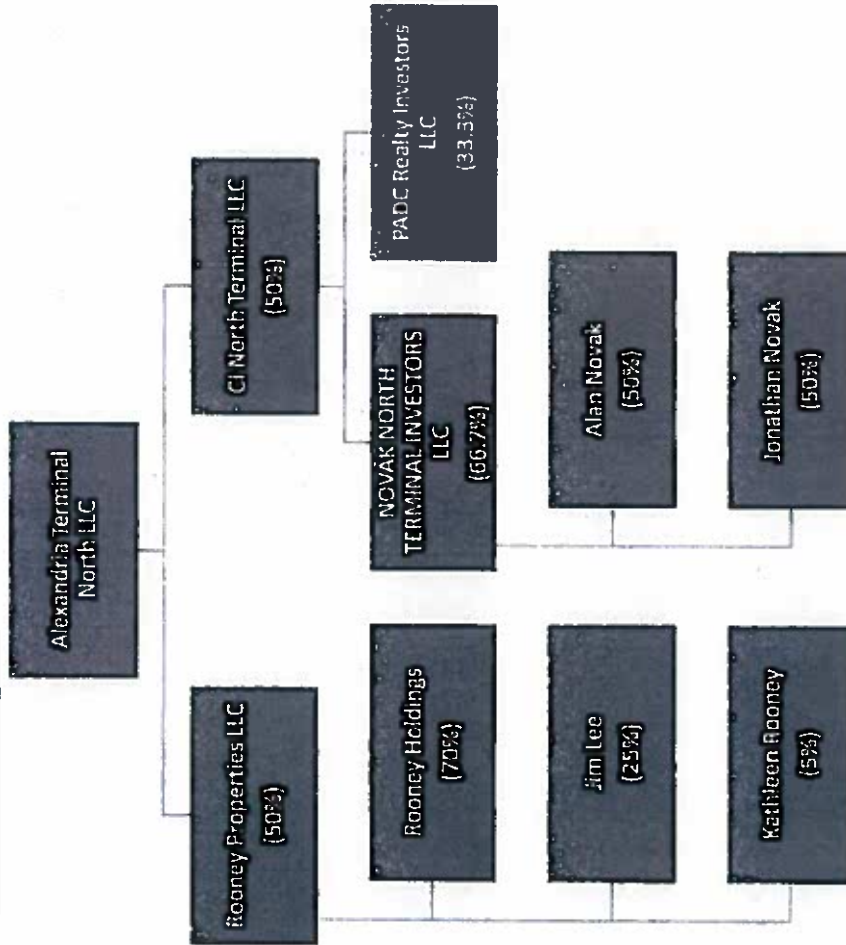 Alexandria Terminal
North LLC
Rooney Properties LLC
(50%)
CI North Terminal LLC
(50%)
Rooney Holdings
(70%)
Jim Lee
(25%)
Kathleen Rooney
(5%)
NOVAK NORTH
TERMINAL INVESTORS
LLC
(66.7%)
PADC Realty Investors
LLC
(33.3%)
Alan Novak
(50%)
Jonathan Novak
(50%)